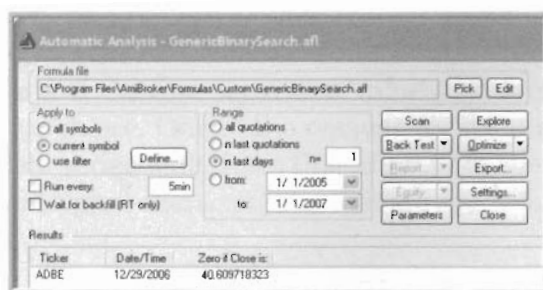 Automatic Analysis - GenericBinarySearch.afl
Formula file
C:\Program Files\AmiBroker\Formulas\Custom\GenericBinarySearch.afl
Pick
Edit
Apply to
all symbols
current symbol
use filter
Define...
Run every:
5min
Wait for backfill (RT only)
Range
all quotations
n last quotations
n last days
n=
1
from:
1/ 1/2005
to:
1/ 1/2007
Scan
Explore
Back Test
Optimize
Report
Export...
Equity
Settings...
Parameters
Close
Results
Ticker Date/Time Zero if Close is:
ADBE 12/29/2006 40.609718323